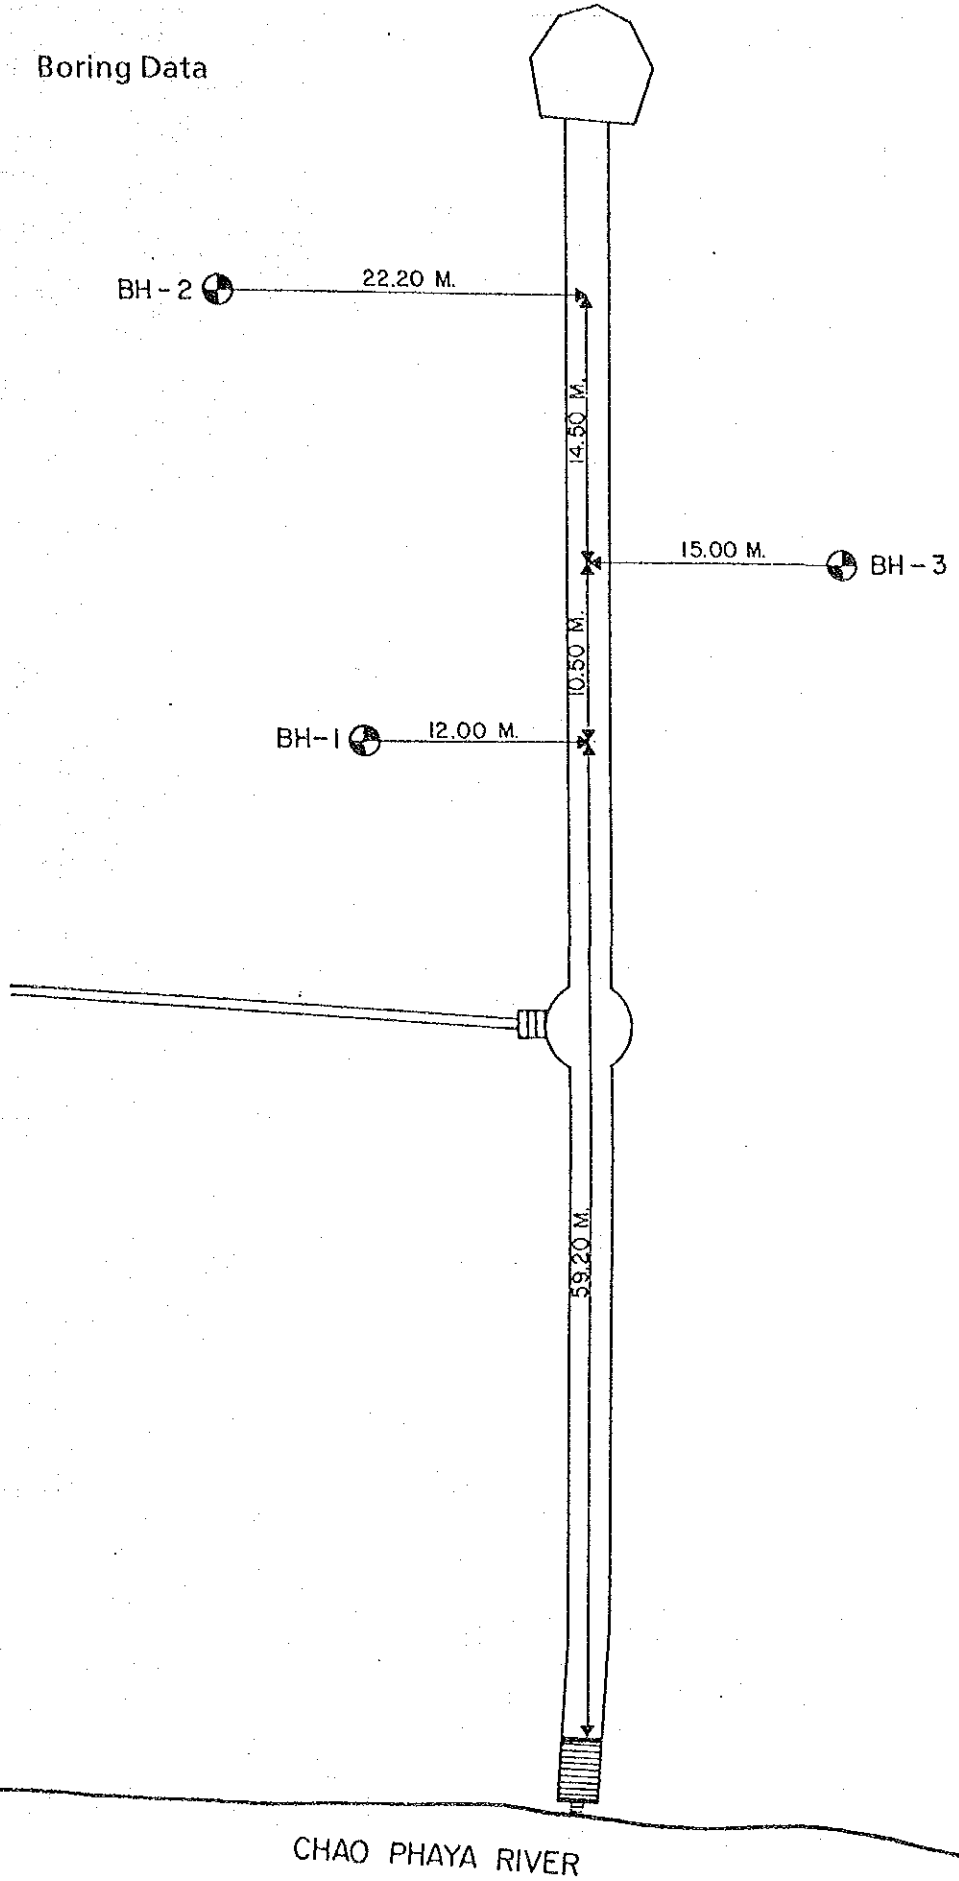 Boring Data
BH-2
22.20 M.
14.50 M.
15.00 M.
BH-3
10.50 M.
BH-1
12.00 M.
59.20 M.
CHAO PHAYA RIVER